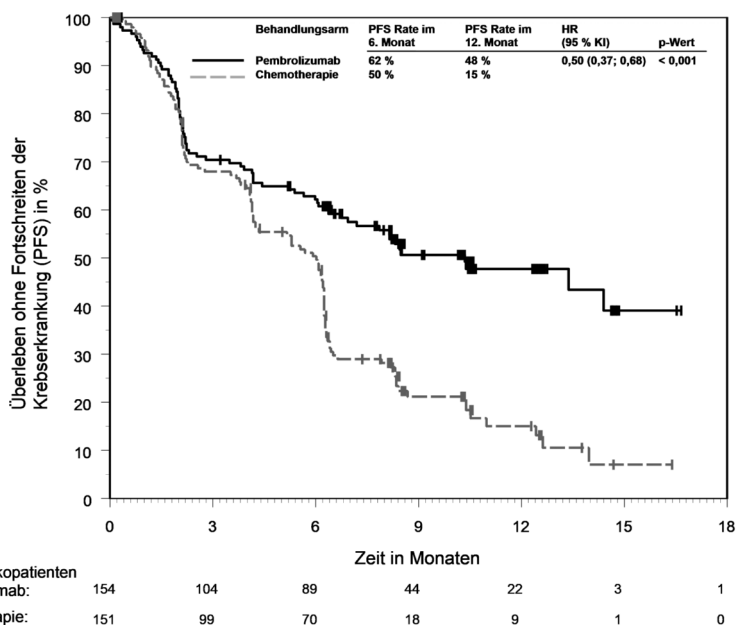 Behandlungsarm PFS Rate im 6. Monat PFS Rate im 12. Monat HR (95 % KI) p-Wert
Pembrolizumab 62 % 48 % 0,50 (0,37; 0,68) < 0,001
Chemotherapie 50 % 15 %
Überleben ohne Fortschreiten der
Krebserkrankung (PFS) in %
100
90
80
70
60
50
40
30
20
10
0
0 3 6 9 12 15 18
Zeit in Monaten
kopatienten
mab: 154 104 89 44 22 3 1
apie: 151 99 70 18 9 1 0